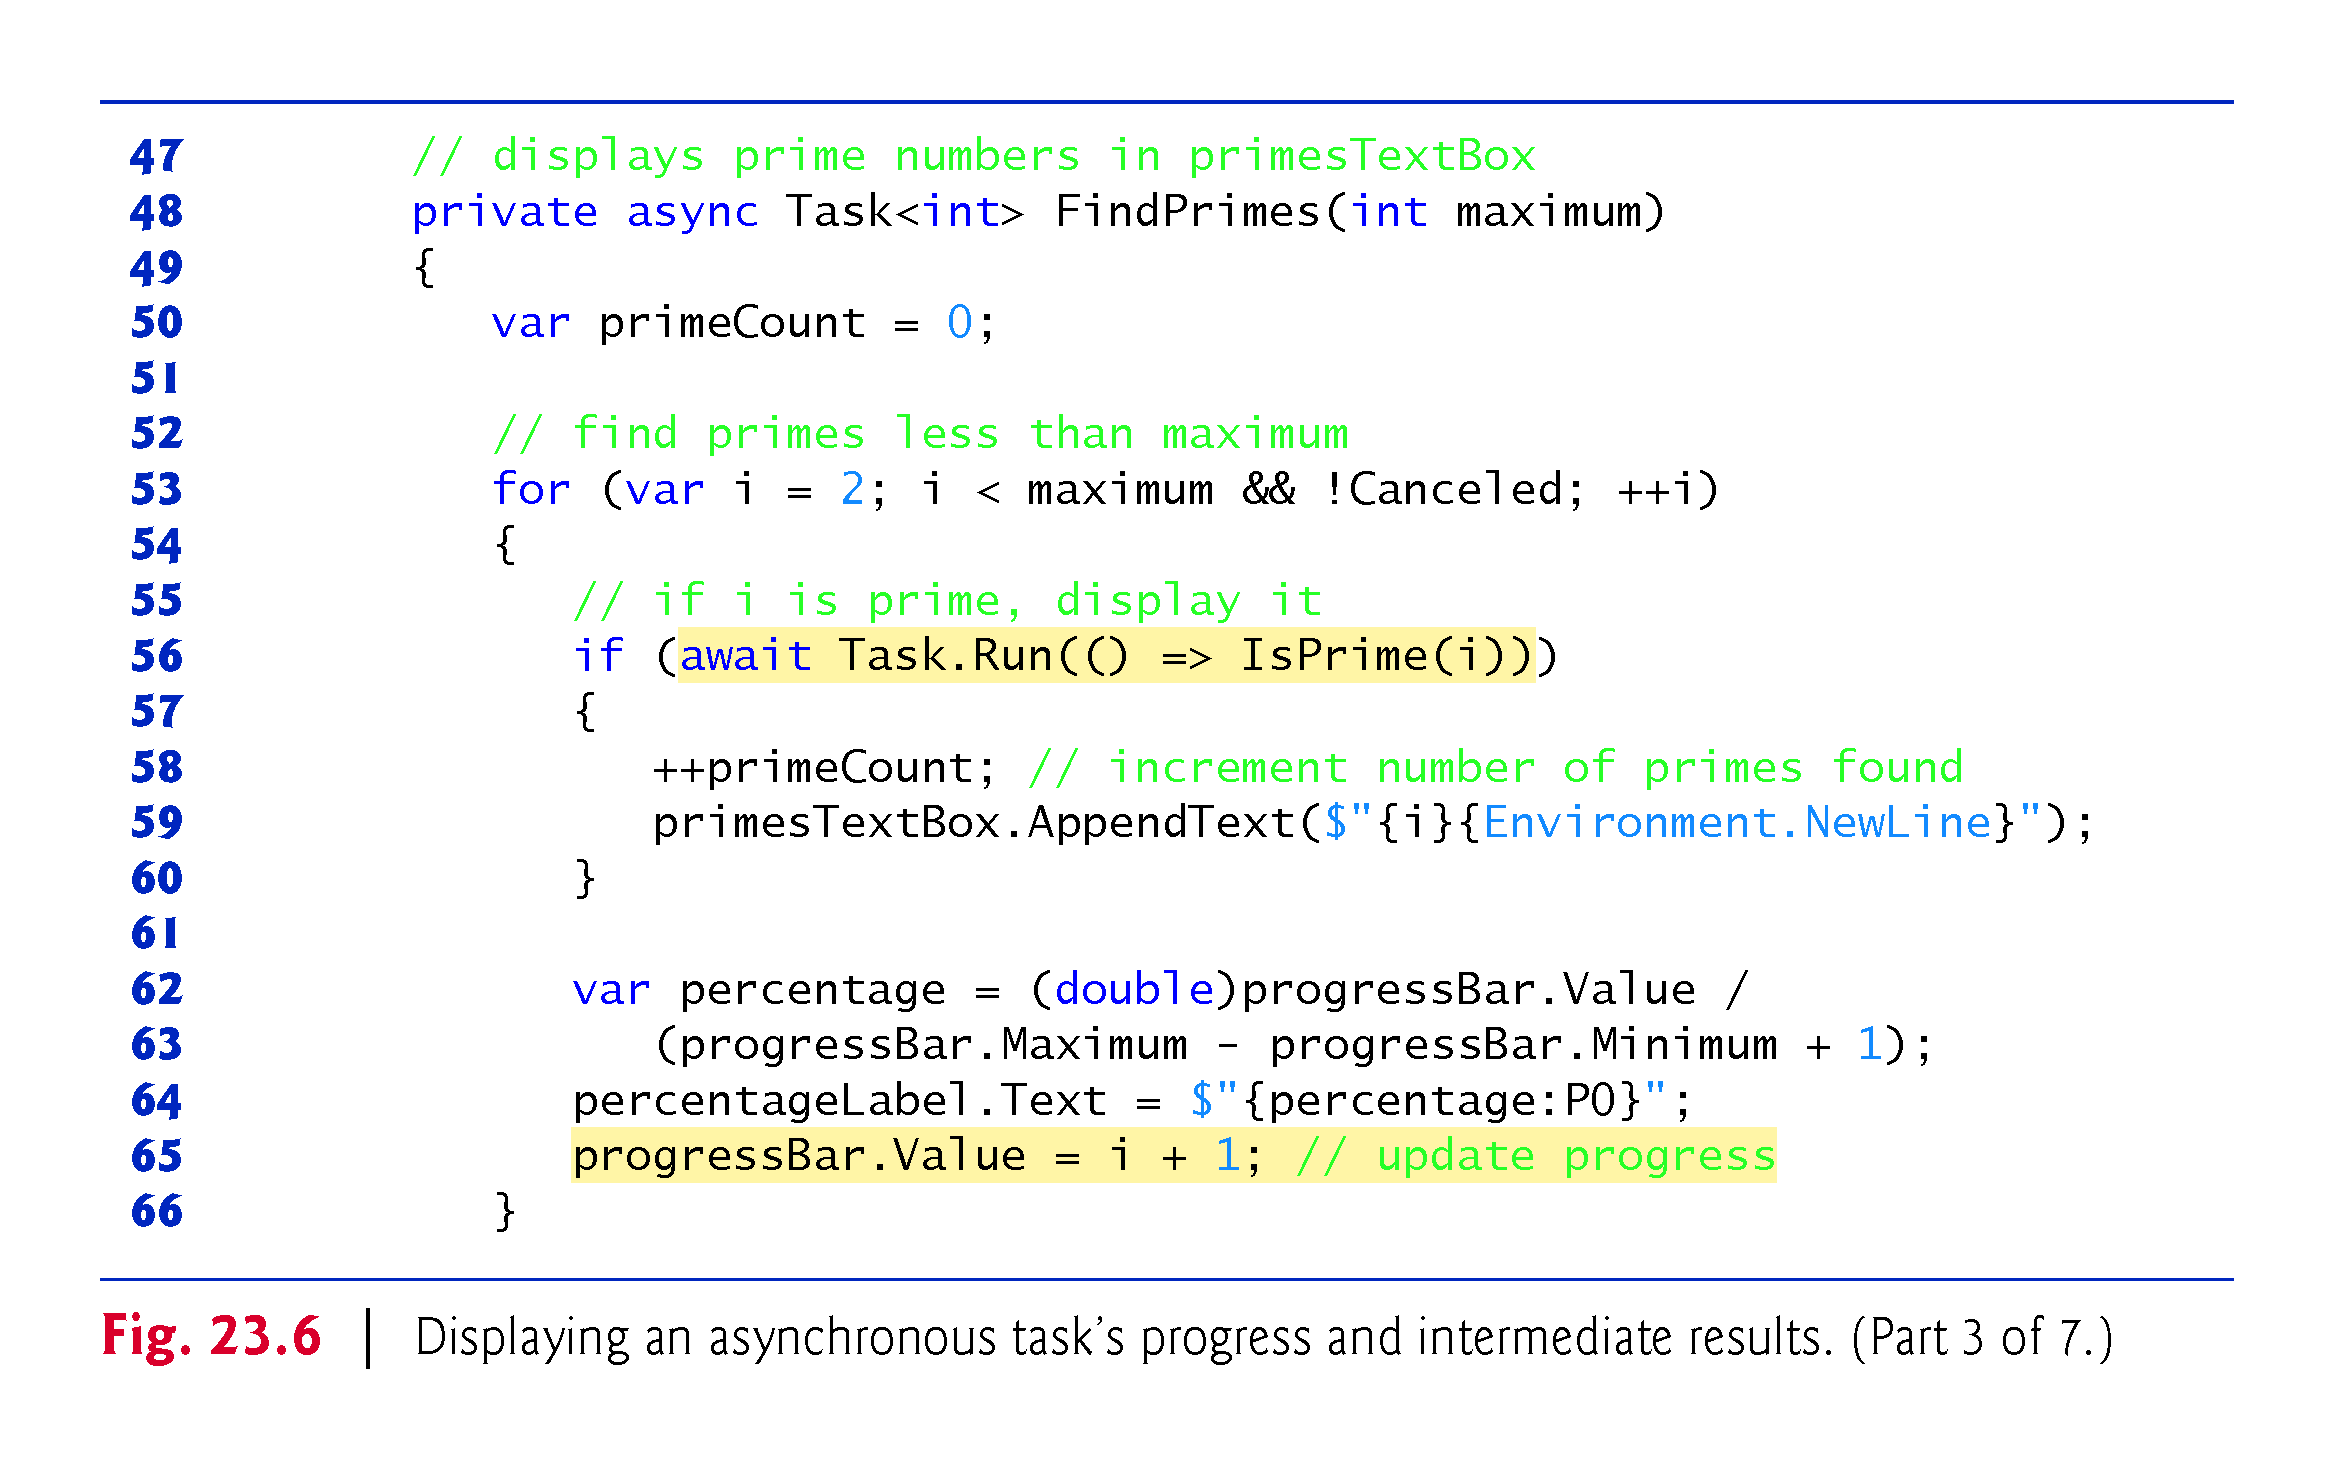 47 // displays prime numbers in primesTextBox
48 private async Task<int> FindPrimes(int maximum)
49 {
50 var primeCount = 0;
51
52 // find primes less than maximum
53 for (var i = 2; i < maximum && !Canceled; ++i)
54 {
55 // if i is prime, display it
56 if (await Task.Run(() => IsPrime(i)))
57 {
58 ++primeCount; // increment number of primes found
59 primesTextBox.AppendText($"{i}{Environment.NewLine}");
60 }
61
62 var percentage = (double)progressBar.Value /
63 (progressBar.Maximum - progressBar.Minimum + 1);
64 percentageLabel.Text = $"{percentage:P0}";
65 progressBar.Value = i + 1; // update progress
66 }
Fig. 23.6 | Displaying an asynchronous task’s progress and intermediate results. (Part 3 of 7.)